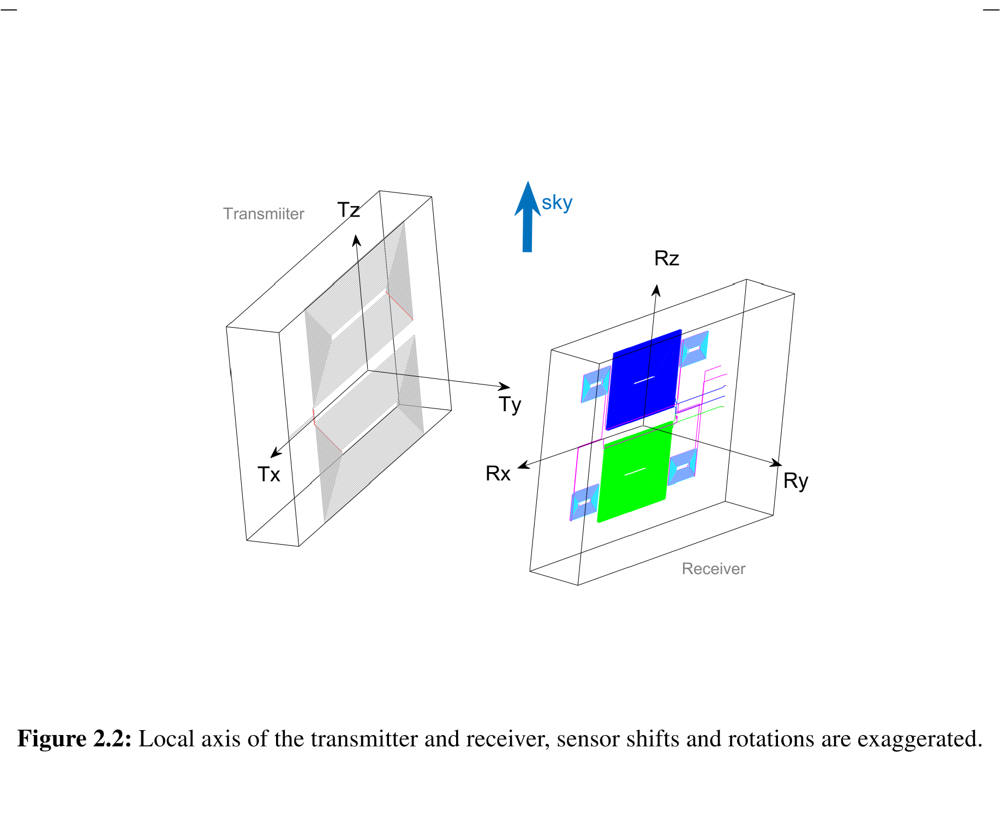 Transmiiter
Tz
sky
Rz
Ty
Tx
Rx
Ry
Receiver
Figure 2.2: Local axis of the transmitter and receiver, sensor shifts and rotations are exaggerated.